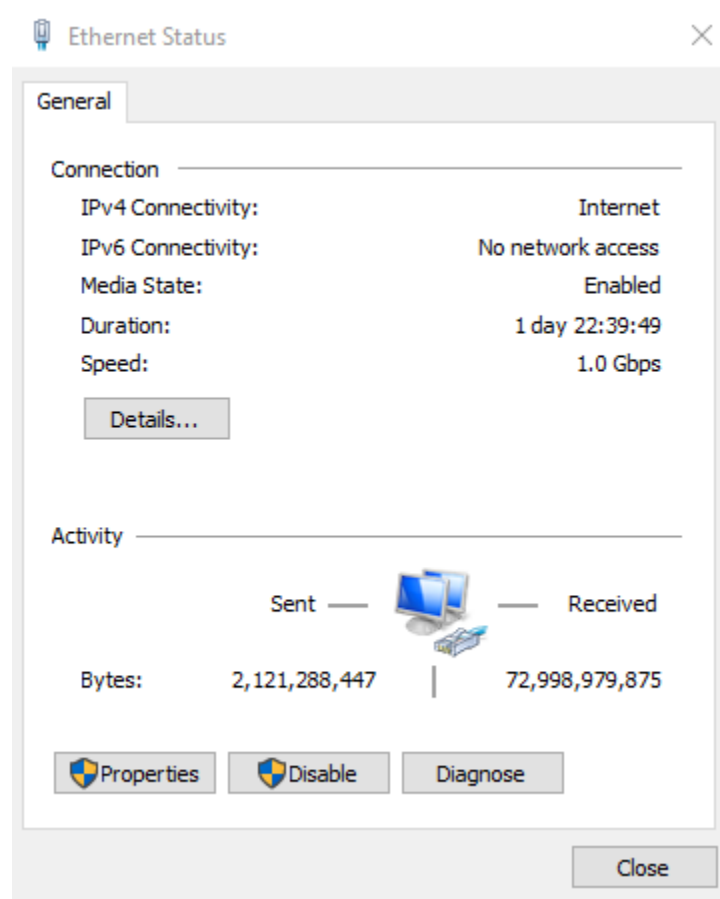 Ethernet Status
General
Connection
IPv4 Connectivity: Internet
IPv6 Connectivity: No network access
Media State: Enabled
Duration: 1 day 22:39:49
Speed: 1.0 Gbps
Details...
Activity
Sent Received
Bytes: 2,121,288,447 72,998,979,875
Properties Disable Diagnose
Close